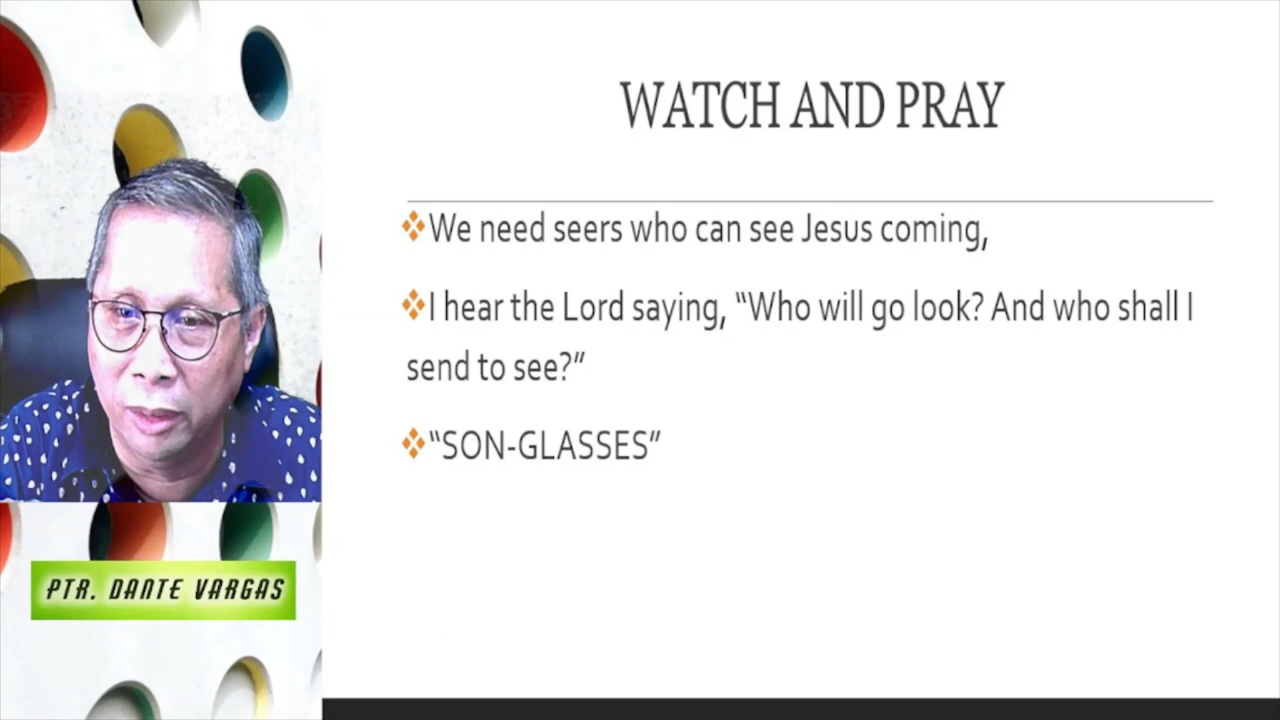 WATCH AND PRAY
We need seers who can see Jesus coming,
I hear the Lord saying, “Who will go look? And who shall I
send to see?”
“SON-GLASSES”
PTR. DANTE VARGAS